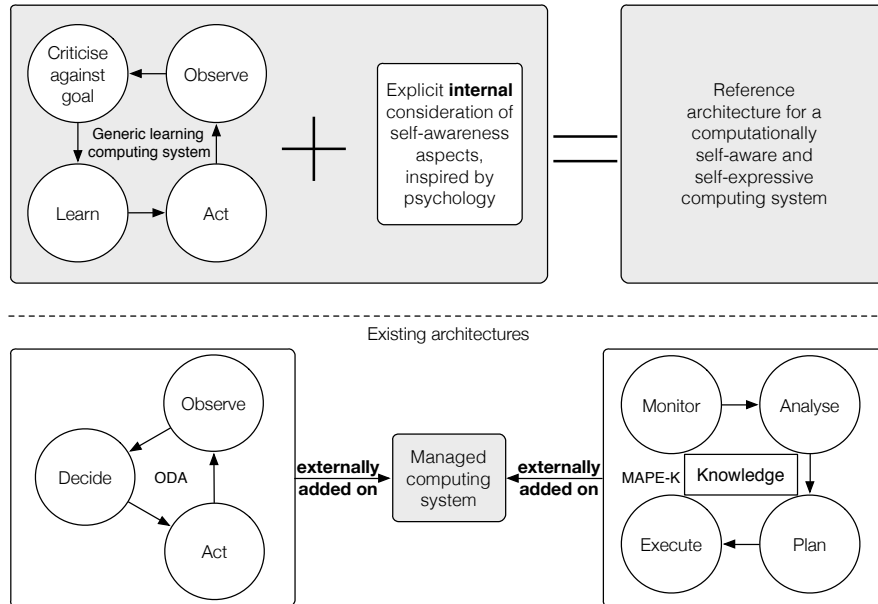 Criticise
against
goal
Observe
Generic learning
computing system
Learn
Act
Explicit internal
consideration of
self-awareness
aspects,
inspired by
psychology
Reference
architecture for a
computationally
self-aware and
self-expressive
computing system
Existing architectures
Observe
Decide
ODA
Act
externally
added on
Managed
computing
system
externally
added on
Monitor
Analyse
MAPE-K
Knowledge
Execute
Plan